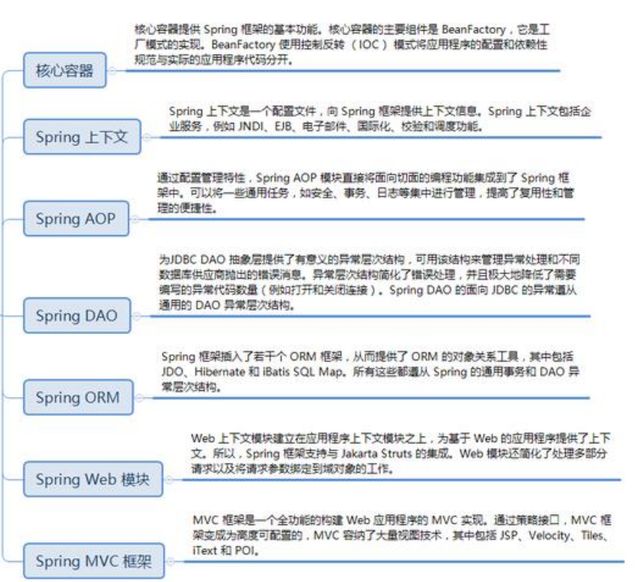 核心容器提供 Spring 框架的基本功能。核心容器的主要组件是 BeanFactory，它是工
厂模式的实现。BeanFactory 使用控制反转 （IOC ）模式将应用程序的配置和依赖性
规范与实际的应用程序代码分开。
核心容器
Spring 上下文是一个配置文件，向 Spring 框架提供上下文信息。Spring 上下文包括企
业服务，例如 JNDI、EJB、电子邮件、国际化、校验和调度功能。
Spring 上下文
通过配置管理特性，Spring AOP 模块直接将面向切面的编程功能集成到了 Spring 框
架中。可以将一些通用任务，如安全、事务、日志等集中进行管理，提高了复用性和管
理的便捷性。
Spring AOP
为JDBC DAO 抽象层提供了有意义的异常层次结构，可用该结构来管理异常处理和不同
数据库供应商抛出的错误消息。异常层次结构简化了错误处理，并且极大地降低了需要
编写的异常代码数量（例如打开和关闭连接）。Spring DAO 的面向 JDBC 的异常遵从
通用的 DAO 异常层次结构。
Spring DAO
Spring 框架插入了若干个 ORM 框架，从而提供了 ORM 的对象关系工具，其中包括
JDO、Hibernate 和 iBatis SQL Map。所有这些都遵从 Spring 的通用事务和 DAO 异
常层次结构。
Spring ORM
Web 上下文模块建立在应用程序上下文模块之上，为基于 Web 的应用程序提供了上下
文。所以，Spring 框架支持与 Jakarta Struts 的集成。Web 模块还简化了处理多部分
请求以及将请求参数绑定到域对象的工作。
Spring Web 模块
MVC 框架是一个全功能的构建 Web 应用程序的 MVC 实现。通过策略接口，MVC 框
架变成为高度可配置的，MVC 容纳了大量视图技术，其中包括 JSP、Velocity、Tiles、
iText 和 POI。
Spring MVC 框架